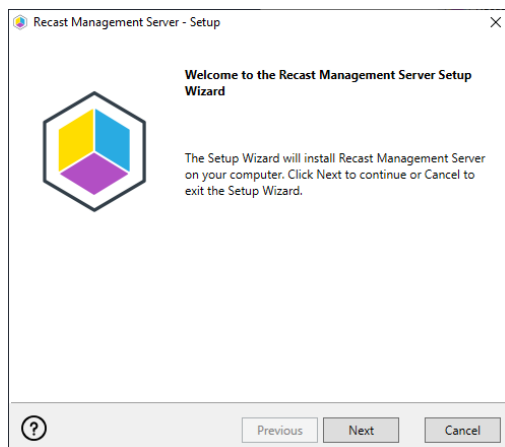 Recast Management Server - Setup
Welcome to the Recast Management Server Setup
Wizard
The Setup Wizard will install Recast Management Server
on your computer. Click Next to continue or Cancel to
exit the Setup Wizard.
?
Previous
Next
Cancel